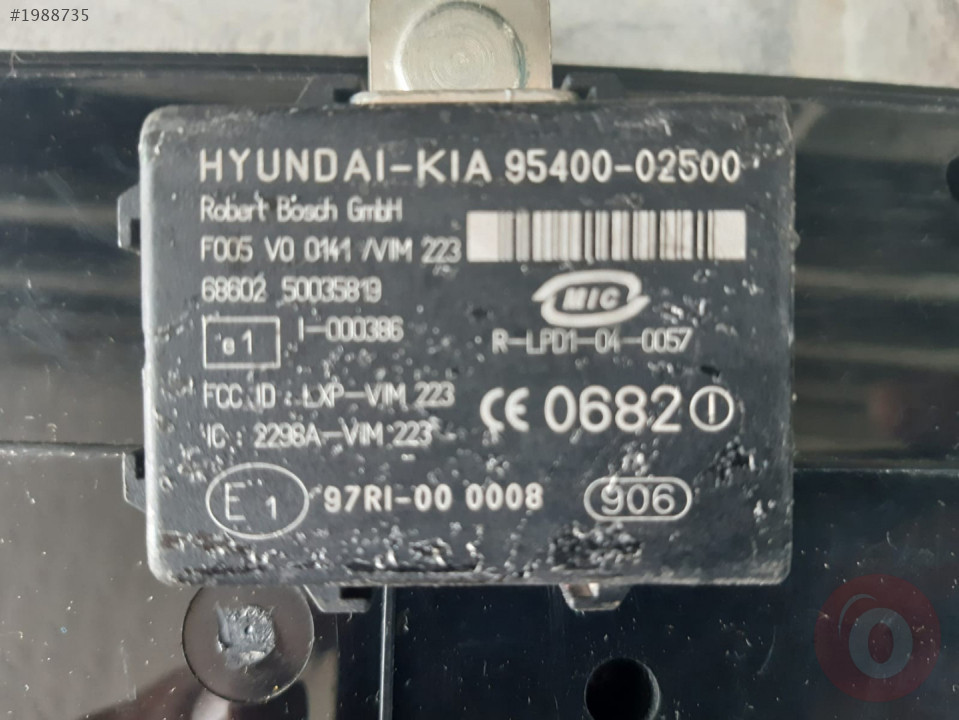 #1988735
HYUNDAI-KIA 95400-02500
Robert Bosch GmbH
F005 V0 0141 /VIM 223
68602 50035819
MIC
e1 I-000386
R-LPD1-04-0057
FCC ID : LXP-VIM 223
CE 0682
IC : 2298A-VIM 223
E1 97RI-00 0008 906